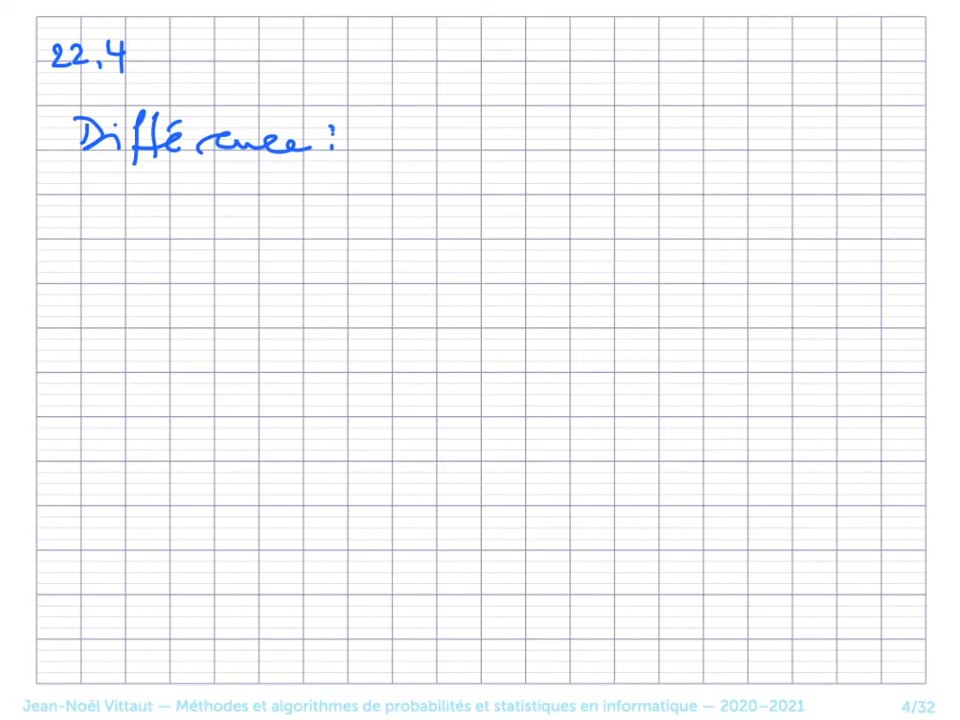 22,4
Différence :
Jean-Noël Vittaut — Méthodes et algorithmes de probabilités et statistiques en informatique — 2020–2021 4/32